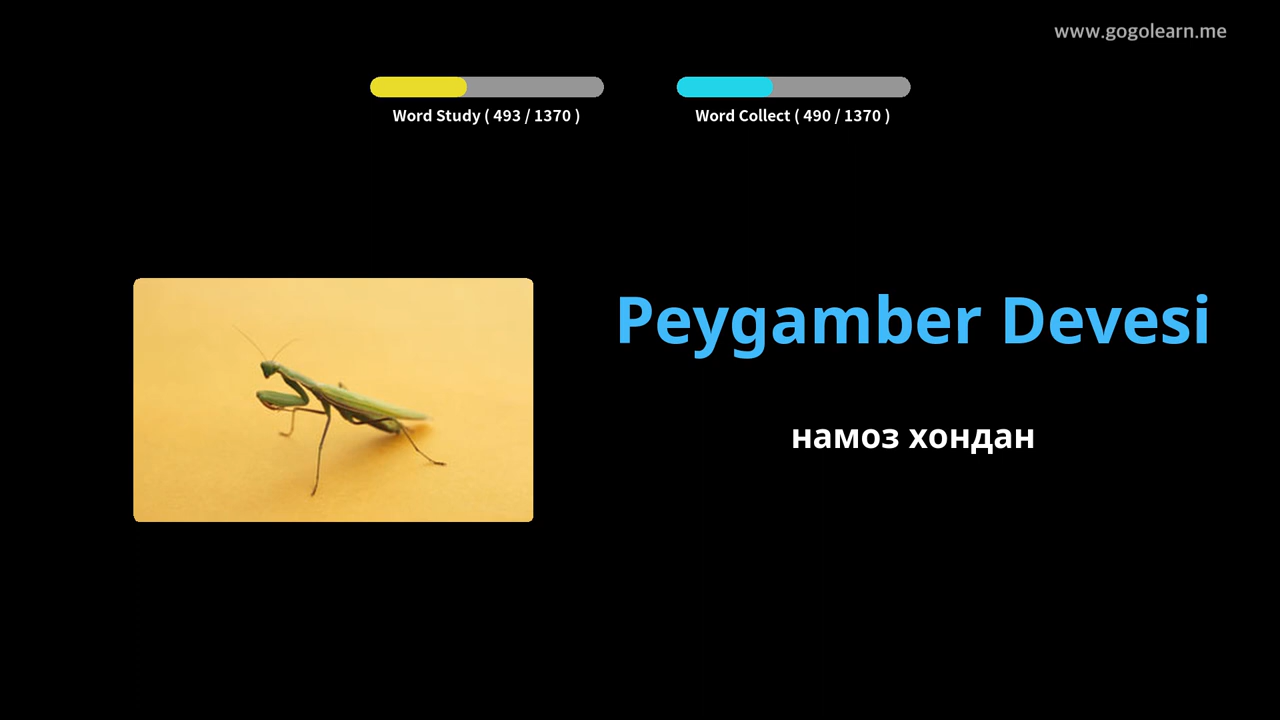 www.gogolearn.me
Word Study ( 493 / 1370 )
Word Collect ( 490 / 1370 )
Peygamber Devesi
намоз хондан